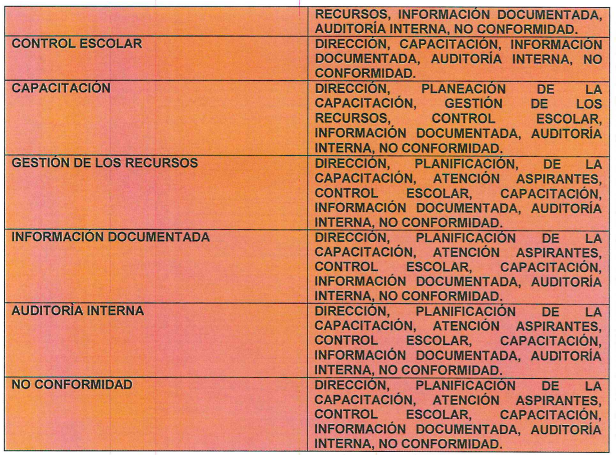 RECURSOS, INFORMACIÓN DOCUMENTADA,
AUDITORÍA INTERNA, NO CONFORMIDAD.
CONTROL ESCOLAR
DIRECCIÓN, CAPACITACIÓN, INFORMACION
DOCUMENTADA, AUDITORÍA INTERNA, NO
CONFORMIDAD.
CAPACITACIÓN
DIRECCIÓN, PLANEACIÓN DE LA
CAPACITACIÓN, GESTIÓN DE LOS
RECURSOS, CONTROL ESCOLAR,
INFORMACIÓN DOCUMENTADA, AUDITORÍA
INTERNA, NO CONFORMIDAD.
GESTIÓN DE LOS RECURSOS
DIRECCIÓN, PLANIFICACIÓN, DE LA
CAPACITACIÓN, ATENCIÓN ASPIRANTES,
CONTROL ESCOLAR, CAPACITACIÓN,
INFORMACIÓN DOCUMENTADA, AUDITORÍA
INTERNA, NO CONFORMIDAD.
INFORMACIÓN DOCUMENTADA
DIRECCIÓN, PLANIFICACIÓN DE LA
CAPACITACIÓN, ATENCIÓN ASPIRANTES,
CONTROL ESCOLAR, CAPACITACIÓN,
INFORMACIÓN DOCUMENTADA, AUDITORÍA
INTERNA, NO CONFORMIDAD.
AUDITORÍA INTERNA
DIRECCIÓN, PLANIFICACIÓN DE LA
CAPACITACIÓN, ATENCIÓN ASPIRANTES,
CONTROL ESCOLAR, CAPACITACIÓN,
INFORMACIÓN DOCUMENTADA, AUDITORÍA
INTERNA, NO CONFORMIDAD.
NO CONFORMIDAD
DIRECCIÓN, PLANIFICACIÓN DE LA
CAPACITACIÓN, ATENCIÓN ASPIRANTES,
CONTROL ESCOLAR, CAPACITACIÓN,
INFORMACIÓN DOCUMENTADA, AUDITORÍA
INTERNA, NO CONFORMIDAD.